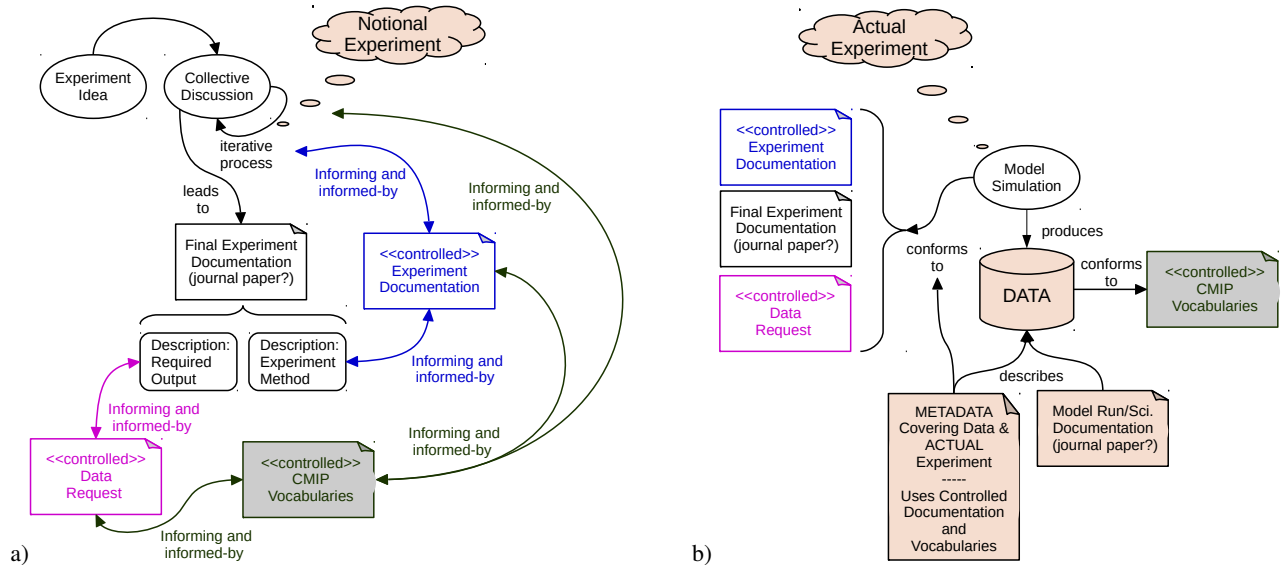 Notional
Experiment
Experiment
Idea
Collective
Discussion
iterative
process
leads
to
Informing and
informed-by
Informing and
informed-by
Final Experiment
Documentation
(journal paper?)
<<controlled>>
Experiment
Documentation
Description:
Required
Output
Description:
Experiment
Method
Informing and
informed-by
Informing and
informed-by
Informing and
informed-by
<<controlled>>
Data
Request
<<controlled>>
CMIP
Vocabularies
Informing and
informed-by
a)
Actual
Experiment
<<controlled>>
Experiment
Documentation
Final Experiment
Documentation
(journal paper?)
<<controlled>>
Data
Request
Model
Simulation
produces
conforms
to
DATA
conforms
to
<<controlled>>
CMIP
Vocabularies
describes
METADATA
Covering Data &
ACTUAL
Experiment
-----
Uses Controlled
Documentation
and
Vocabularies
Model Run/Sci.
Documentation
(journal paper?)
b)